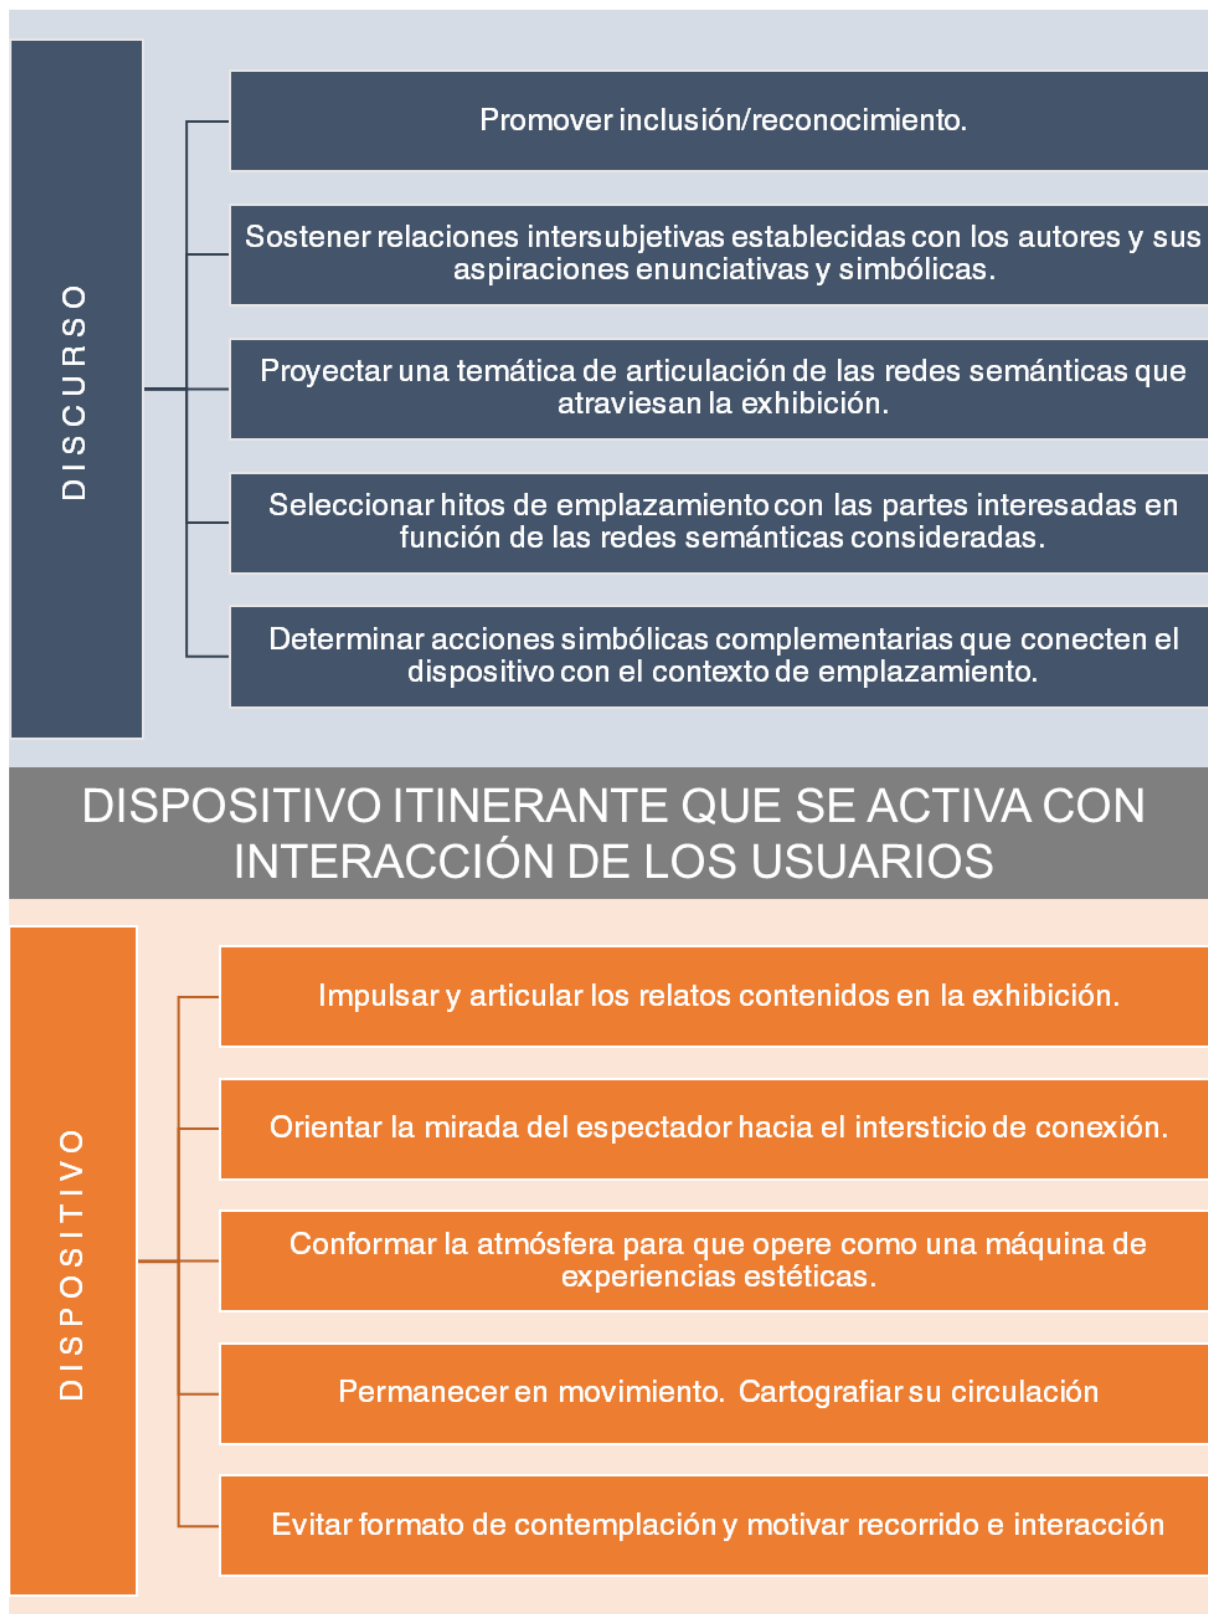 DISCURSO
Promover inclusión/reconocimiento.
Sostener relaciones intersubjetivas establecidas con los autores y sus
aspiraciones enunciativas y simbólicas.
Proyectar una temática de articulación de las redes semánticas que
atraviesan la exhibición.
Seleccionar hitos de emplazamiento con las partes interesadas en
función de las redes semánticas consideradas.
Determinar acciones simbólicas complementarias que conecten el
dispositivo con el contexto de emplazamiento.
DISPOSITIVO ITINERANTE QUE SE ACTIVA CON
INTERACCIÓN DE LOS USUARIOS
DISPOSITIVO
Impulsar y articular los relatos contenidos en la exhibición.
Orientar la mirada del espectador hacia el intersticio de conexión.
Conformar la atmósfera para que opere como una máquina de
experiencias estéticas.
Permanecer en movimiento. Cartografiar su circulación
Evitar formato de contemplación y motivar recorrido e interacción